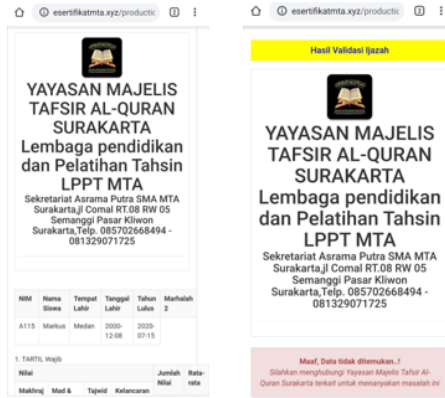 esertifikatmta.xyz/productic
YAYASAN MAJELIS
TAFSIR AL-QURAN
SURAKARTA
Lembaga pendidikan
dan Pelatihan Tahsin
LPPT MTA
Sekretariat Asrama Putra SMA MTA
Surakarta,jl Comal RT.08 RW 05
Semanggi Pasar Kliwon
Surakarta,Telp. 085702668494 -
081329071725
NIM Nama Siswa Tempat Lahir Tanggal Lahir Tahun Lulus Marhalah 2
A115 Markus Medan 2000-12-08 2020-07-15
1. TARTIL Wajib
Nilai Jumlah Nilai Rata-rata
Makhraj Mad & Tajwid Kelancaran
esertifikatmta.xyz/productic
Hasil Validasi Ijazah
YAYASAN MAJELIS
TAFSIR AL-QURAN
SURAKARTA
Lembaga pendidikan
dan Pelatihan Tahsin
LPPT MTA
Sekretariat Asrama Putra SMA MTA
Surakarta,jl Comal RT.08 RW 05
Semanggi Pasar Kliwon
Surakarta,Telp. 085702668494 -
081329071725
Maaf, Data tidak ditemukan..!
Silahkan menghubungi Yayasan Majelis Tafsir Al-
Quran Surakarta terkait untuk menanyakan masalah ini